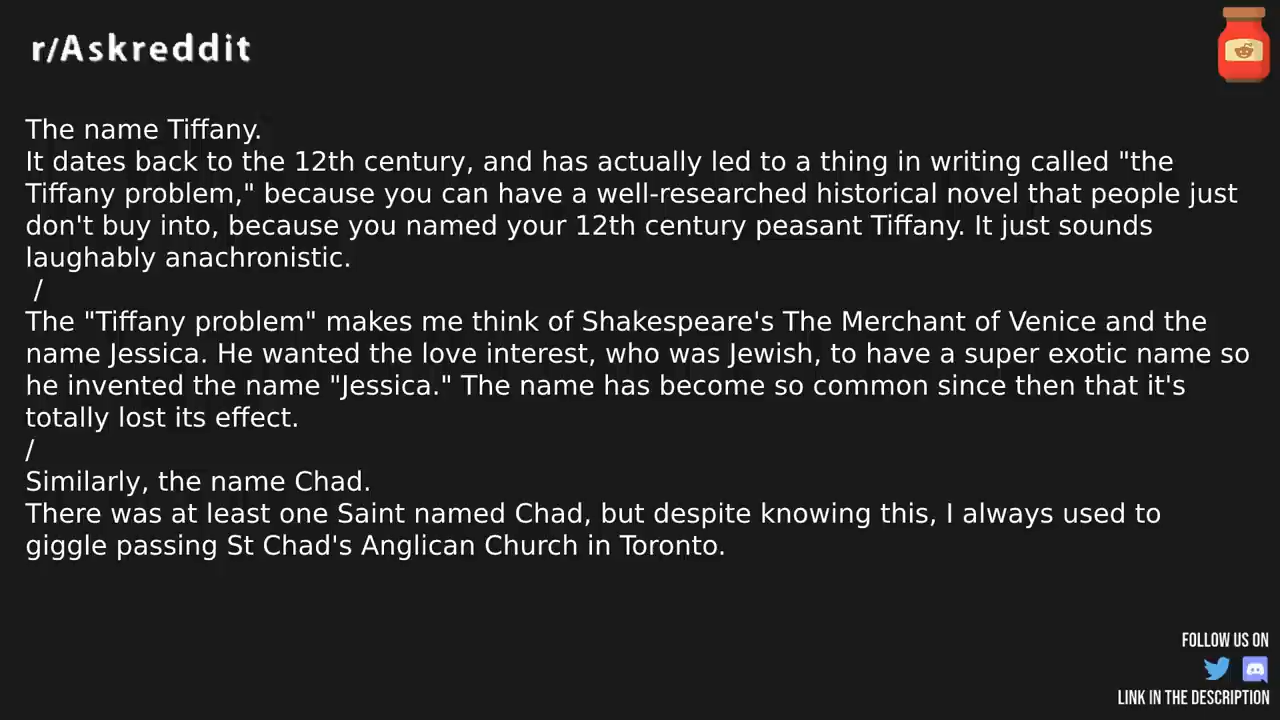 r/Askreddit
The name Tiffany.
It dates back to the 12th century, and has actually led to a thing in writing called "the
Tiffany problem," because you can have a well-researched historical novel that people just
don't buy into, because you named your 12th century peasant Tiffany. It just sounds
laughably anachronistic.
/
The "Tiffany problem" makes me think of Shakespeare's The Merchant of Venice and the
name Jessica. He wanted the love interest, who was Jewish, to have a super exotic name so
he invented the name "Jessica." The name has become so common since then that it's
totally lost its effect.
/
Similarly, the name Chad.
There was at least one Saint named Chad, but despite knowing this, I always used to
giggle passing St Chad's Anglican Church in Toronto.
FOLLOW US ON
LINK IN THE DESCRIPTION